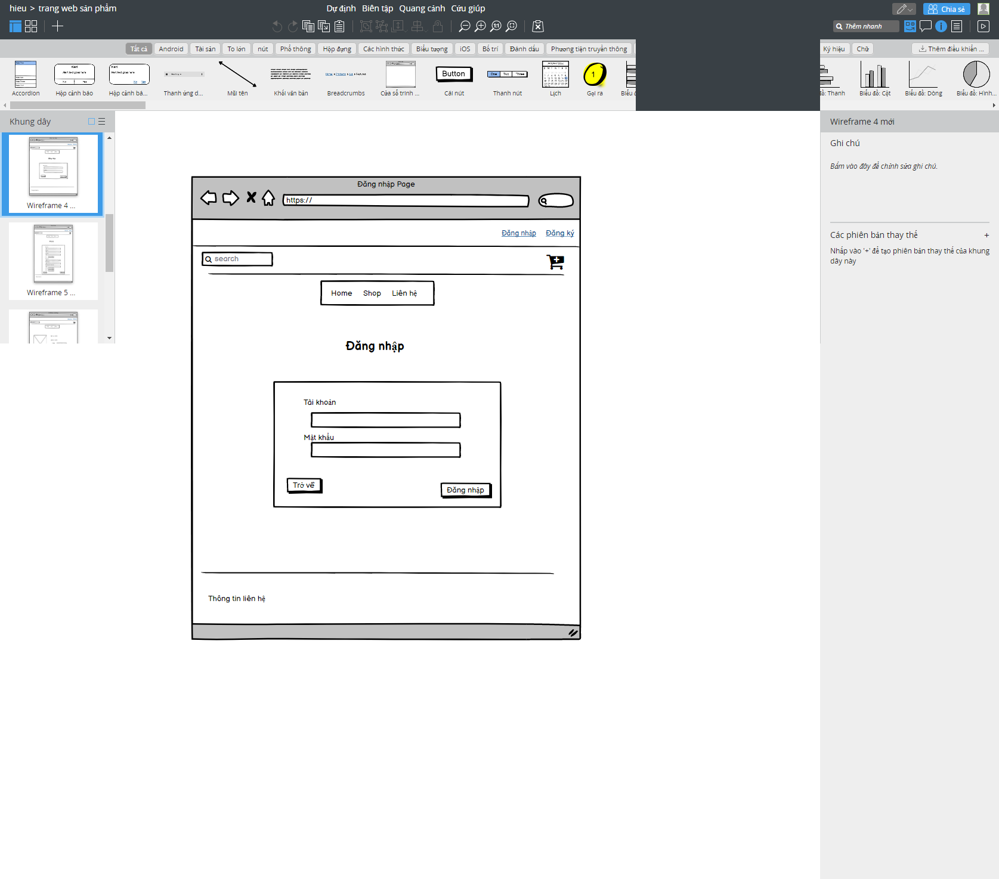 hieu > trang web sản phẩm
Dự định Biên tập Quang cảnh Cứu giúp
Chia sẻ
Thêm nhanh
Tất cả Android Tài sản To lớn nút Phổ thông Hộp đựng Các hình thức Biểu tượng iOS Bố trí Đánh dấu Phương tiện truyền thông Ký hiệu Chữ Thêm điều khiển ...
Button
One Two Three
1
Accordion Hộp cảnh báo Hộp cảnh bá... Thanh ứng d... Mũi tên Khối văn bản Breadcrumbs Cửa sổ trình ... Cái nút Thanh nút Lịch Gọi ra Biểu đ ồ: Thanh Biểu đồ: Cột Biểu đồ: Dòng Biểu đồ: Hình...
Khung dây
Wireframe 4 ...
Wireframe 5 ...
Đăng nhập Page
https://
Đăng nhập Đăng ký
search
Home Shop Liên hệ
Đăng nhập
Tài khoản
Mật khẩu
Trở về
Đăng nhập
Thông tin liên hệ
Wireframe 4 mới
Ghi chú
Bấm vào đây để chỉnh sửa ghi chú.
Các phiên bản thay thế +
Nhấp vào '+' để tạo phiên bản thay thế của khung
dây này